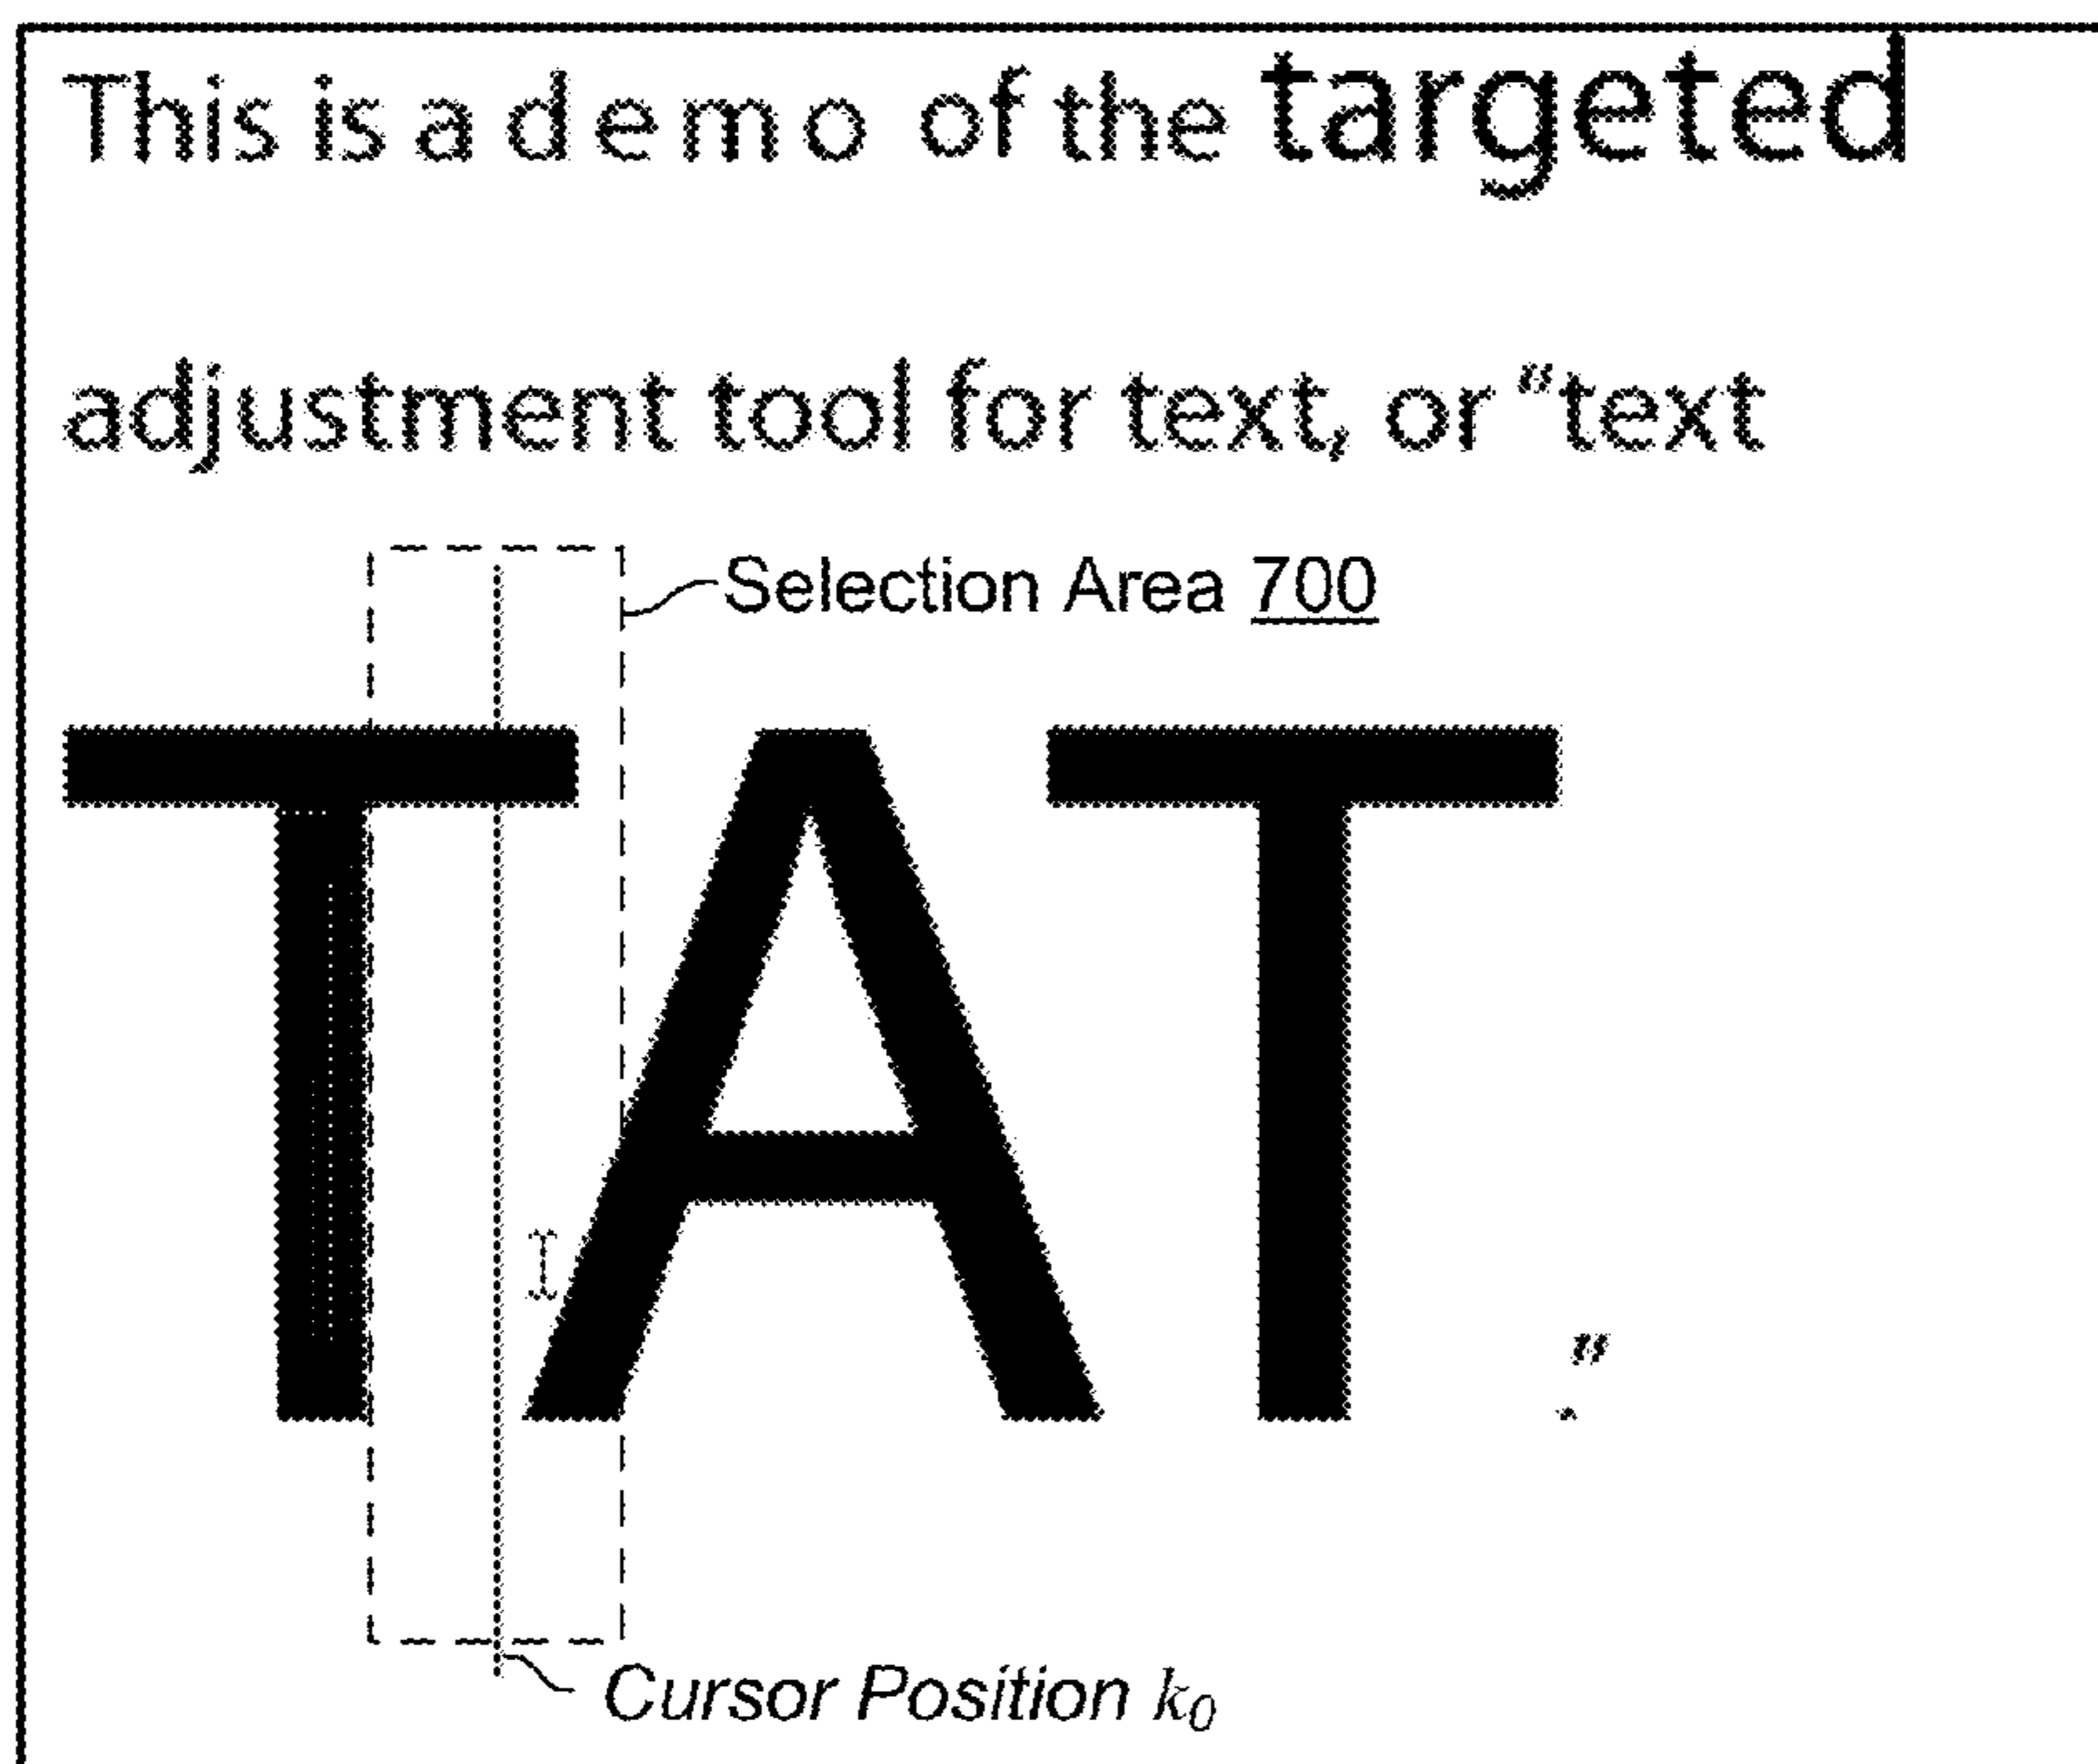 This is a demo of the targeted
adjustment tool for text, or "text
Selection Area 700
TAT."
Cursor Position k0